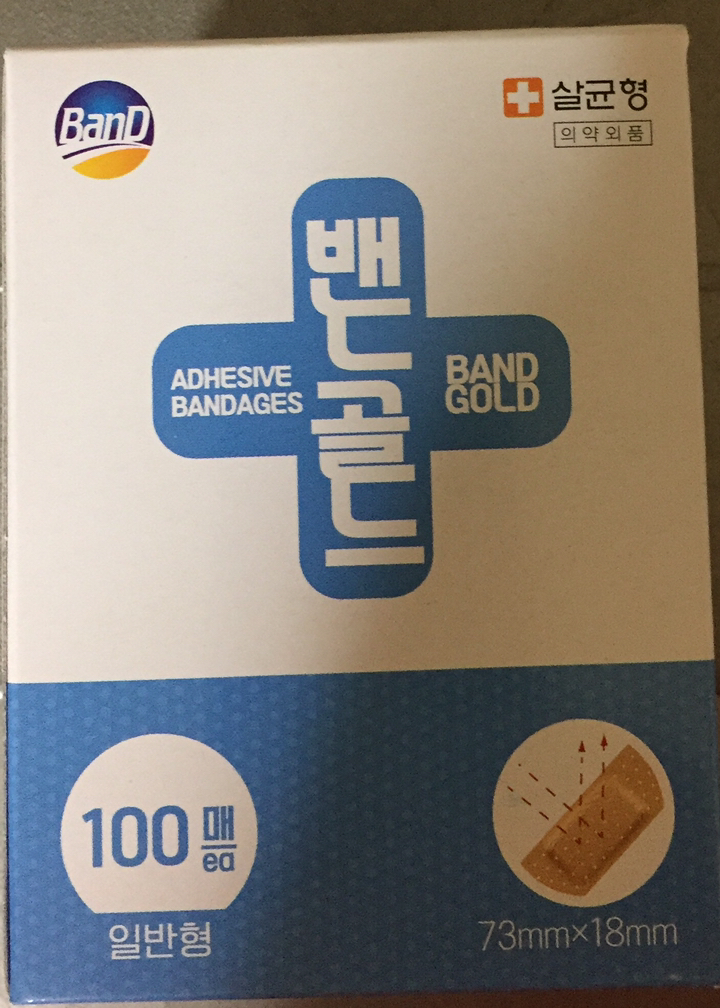 BanD
살균형
의약외품
밴드골드
ADHESIVE
BANDAGES
BAND
GOLD
100 매
ea
일반형
73mm×18mm